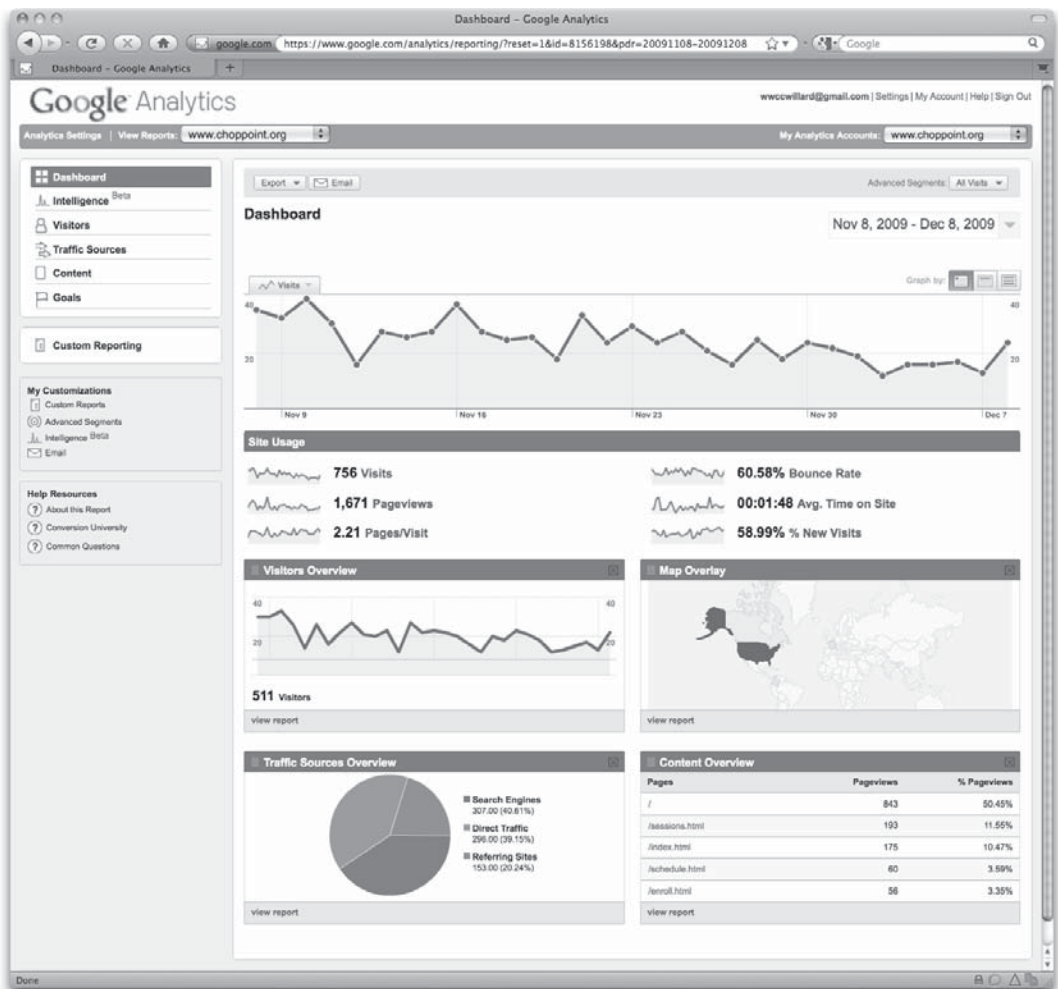 Dashboard – Google Analytics
google.com https://www.google.com/analytics/reporting/?reset=1&id=8156198&pdr=20091108-20091208
Google
Dashboard – Google Analytics
+
Google Analytics
wwccwillard@gmail.com | Settings | My Account | Help | Sign Out
Analytics Settings | View Reports: www.choppoint.org
My Analytics Accounts: www.choppoint.org
Dashboard
Intelligence Beta
Visitors
Traffic Sources
Content
Goals
Custom Reporting
My Customizations
Custom Reports
Advanced Segments
Intelligence Beta
Email
Help Resources
About this Report
Conversion University
Common Questions
Export Email
Advanced Segments: All Visits
Dashboard
Nov 8, 2009 - Dec 8, 2009
Visits
Graph by:
40 40
20 20
Nov 9 Nov 16 Nov 23 Nov 30 Dec 7
Site Usage
756 Visits
1,671 Pageviews
2.21 Pages/Visit
60.58% Bounce Rate
00:01:48 Avg. Time on Site
58.99% % New Visits
Visitors Overview
40 40
20 20
511 Visitors
view report
Map Overlay
view report
Traffic Sources Overview
Search Engines
307.00 (40.61%)
Direct Traffic
296.00 (39.15%)
Referring Sites
153.00 (20.24%)
view report
Content Overview
Pages Pageviews % Pageviews
/ 843 50.45%
/sessions.html 193 11.55%
/index.html 175 10.47%
/schedule.html 60 3.59%
/enroll.html 56 3.35%
view report
Done